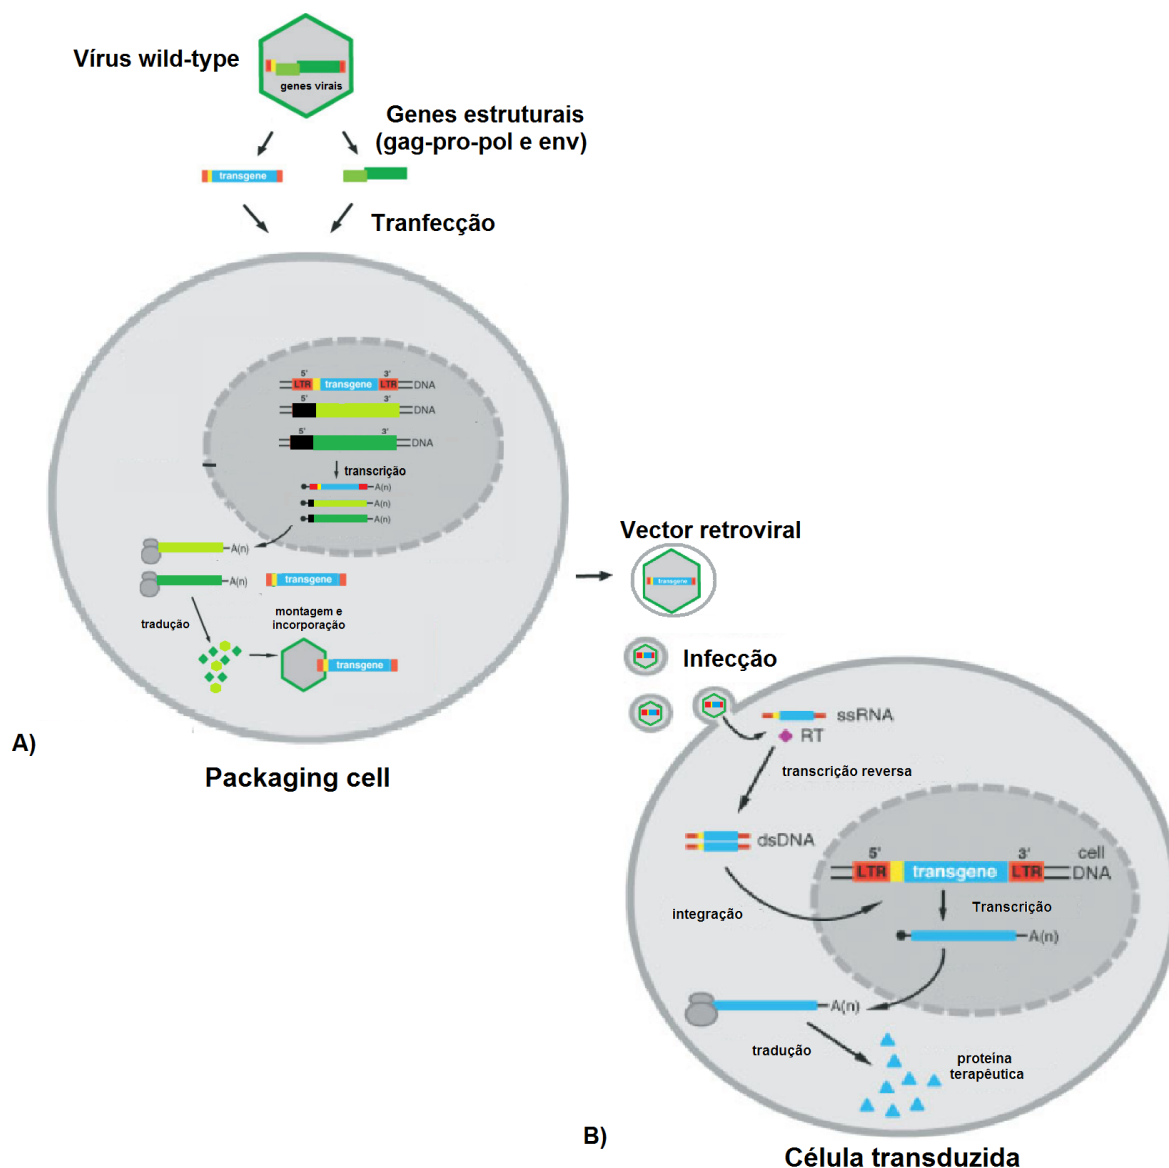 Vírus wild-type
genes virais
Genes estruturais
(gag-pro-pol e env)
transgene
Tranfecção
5' 3'
LTR transgene LTR DNA
5' 3'
DNA
5' 3'
DNA
transcrição
A(n)
A(n)
A(n)
A(n)
A(n)
transgene
tradução
montagem e
incorporação
transgene
A)
Packaging cell
Vector retroviral
transgene
Infecção
ssRNA
RT
transcrição reversa
dsDNA
5' 3' cell
LTR transgene LTR DNA
integração
Transcrição
A(n)
A(n)
tradução
proteína
terapêutica
B)
Célula transduzida